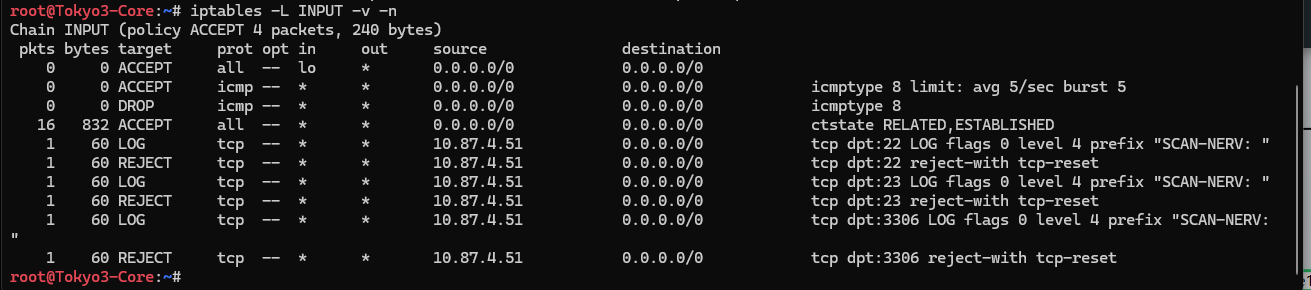 root@Tokyo3-Core:~# iptables -L INPUT -v -n
Chain INPUT (policy ACCEPT 4 packets, 240 bytes)
 pkts bytes target     prot opt in     out     source               destination
    0     0 ACCEPT     all  --  lo     *       0.0.0.0/0            0.0.0.0/0
    0     0 ACCEPT     icmp --  *      *       0.0.0.0/0            0.0.0.0/0            icmptype 8 limit: avg 5/sec burst 5
    0     0 DROP       icmp --  *      *       0.0.0.0/0            0.0.0.0/0            icmptype 8
   16   832 ACCEPT     all  --  *      *       0.0.0.0/0            0.0.0.0/0            ctstate RELATED,ESTABLISHED
    1    60 LOG        tcp  --  *      *       10.87.4.51           0.0.0.0/0            tcp dpt:22 LOG flags 0 level 4 prefix "SCAN-NERV: "
    1    60 REJECT     tcp  --  *      *       10.87.4.51           0.0.0.0/0            tcp dpt:22 reject-with tcp-reset
    1    60 LOG        tcp  --  *      *       10.87.4.51           0.0.0.0/0            tcp dpt:23 LOG flags 0 level 4 prefix "SCAN-NERV: "
    1    60 REJECT     tcp  --  *      *       10.87.4.51           0.0.0.0/0            tcp dpt:23 reject-with tcp-reset
    1    60 LOG        tcp  --  *      *       10.87.4.51           0.0.0.0/0            tcp dpt:3306 LOG flags 0 level 4 prefix "SCAN-NERV:
"
    1    60 REJECT     tcp  --  *      *       10.87.4.51           0.0.0.0/0            tcp dpt:3306 reject-with tcp-reset
root@Tokyo3-Core:~#